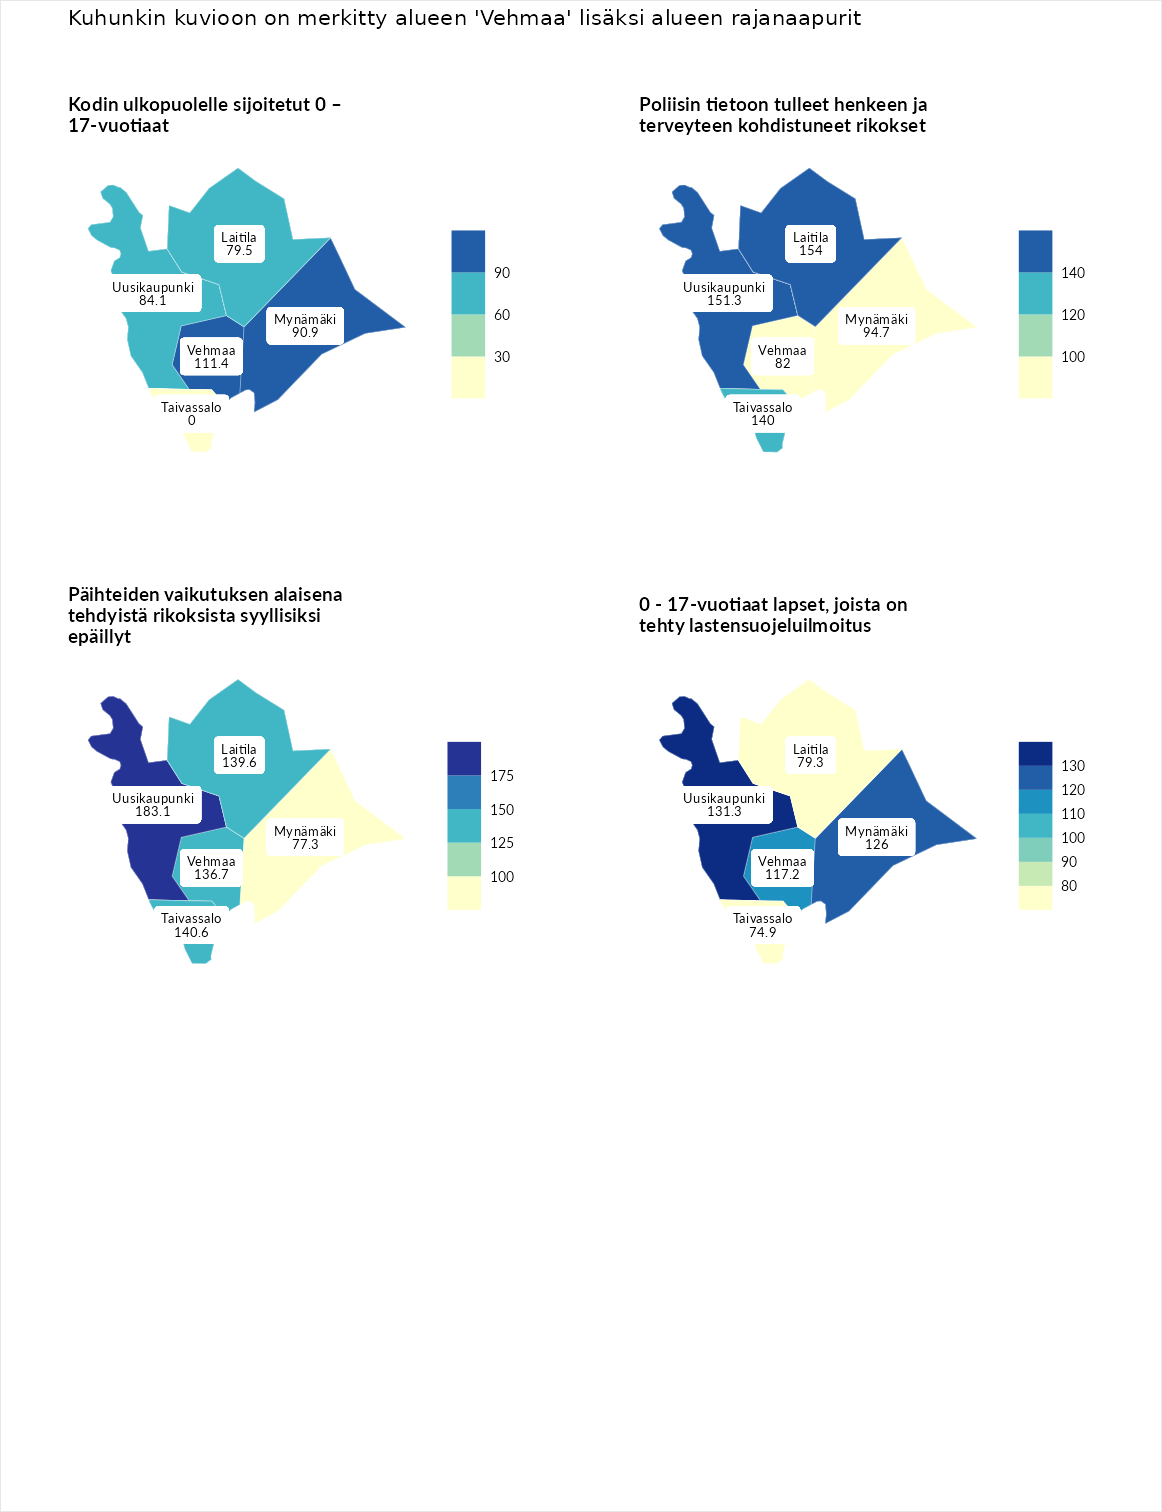 Kuhunkin kuvioon on merkitty alueen 'Vehmaa' lisäksi alueen rajanaapurit
Kodin ulkopuolelle sijoitetut 0 –
17-vuotiaat
Laitila
79.5
Uusikaupunki
84.1
Mynämäki
90.9
Vehmaa
111.4
Taivassalo
0
90
60
30
Poliisin tietoon tulleet henkeen ja
terveyteen kohdistuneet rikokset
Laitila
154
Uusikaupunki
151.3
Mynämäki
94.7
Vehmaa
82
Taivassalo
140
140
120
100
Päihteiden vaikutuksen alaisena
tehdyistä rikoksista syyllisiksi
epäillyt
Laitila
139.6
Uusikaupunki
183.1
Mynämäki
77.3
Vehmaa
136.7
Taivassalo
140.6
175
150
125
100
0 - 17-vuotiaat lapset, joista on
tehty lastensuojeluilmoitus
Laitila
79.3
Uusikaupunki
131.3
Mynämäki
126
Vehmaa
117.2
Taivassalo
74.9
130
120
110
100
90
80